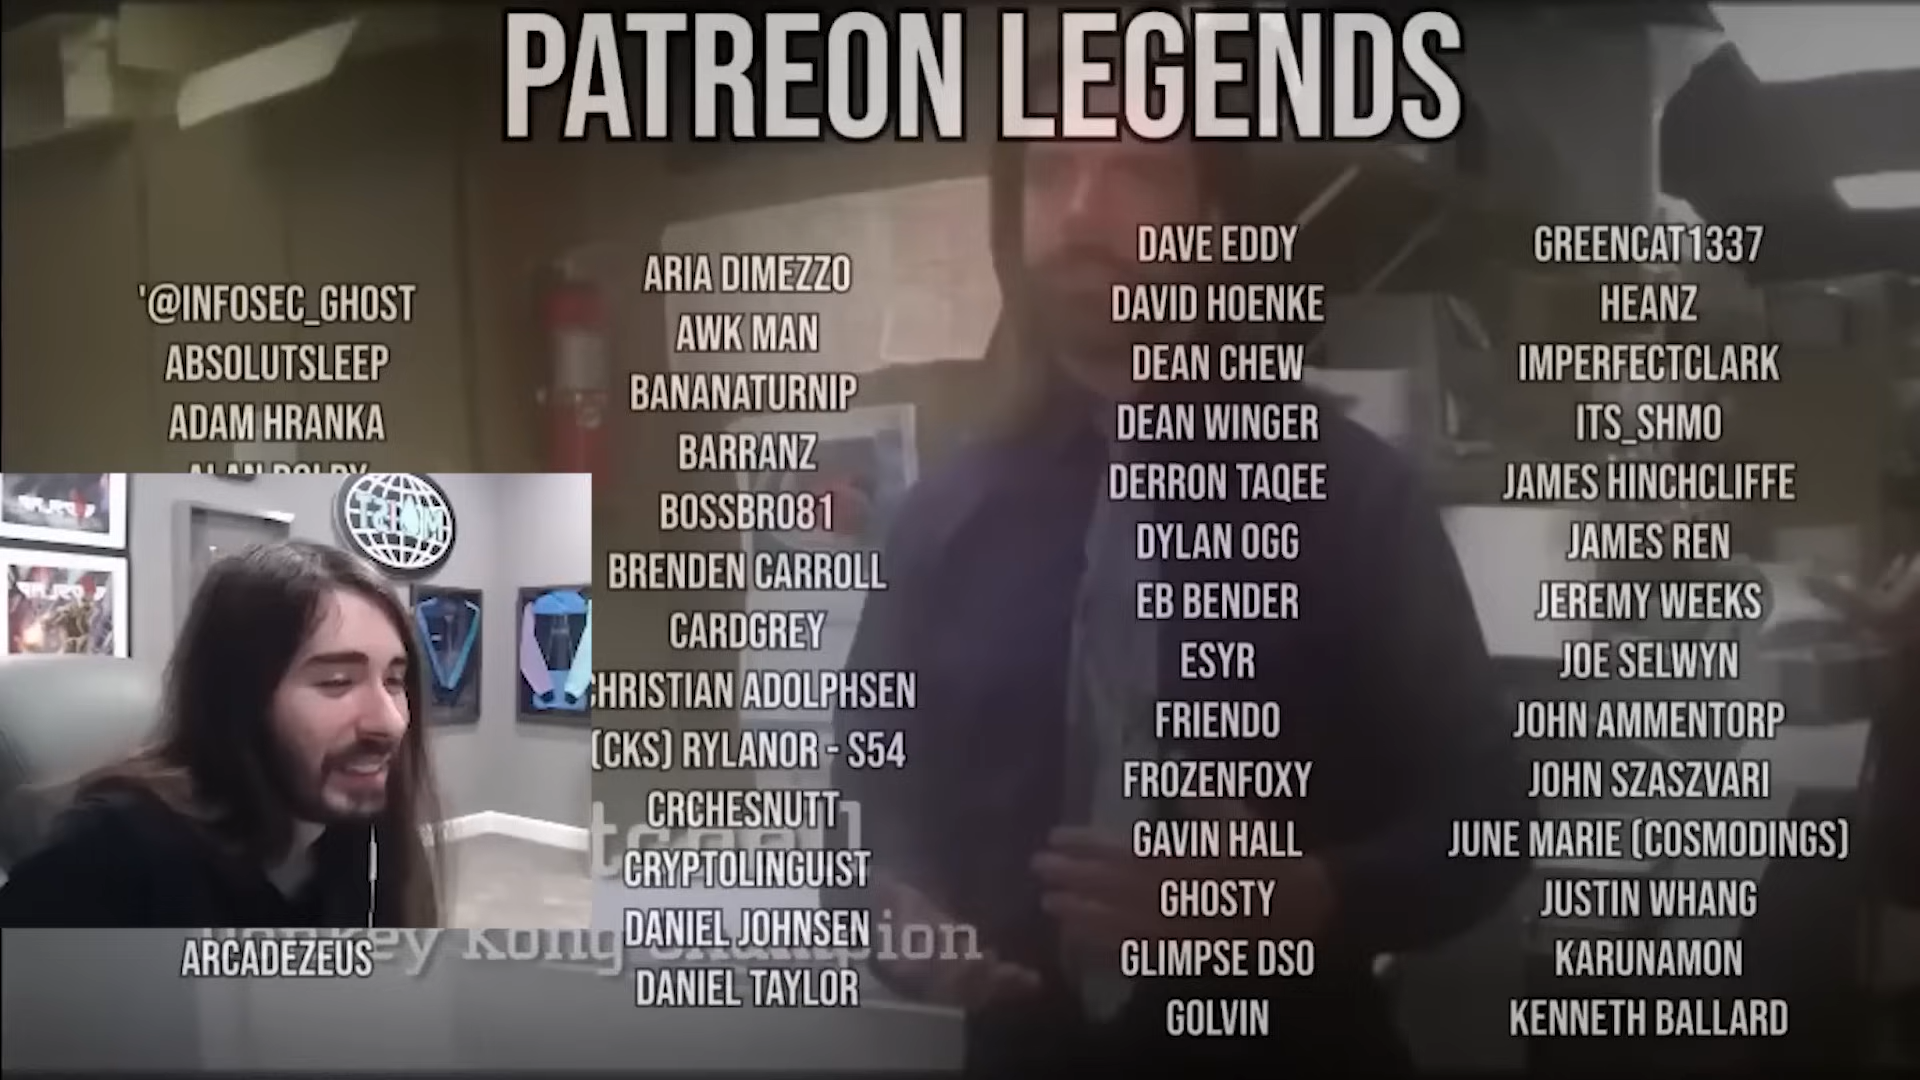 PATREON LEGENDS
'@INFOSEC_GHOST
ABSOLUTSLEEP
ADAM HRANKA
ARCADEZEUS
ARIA DIMEZZO
AWK MAN
BANANATURNIP
BARRANZ
BOSSBRO81
BRENDEN CARROLL
CARDGREY
CHRISTIAN ADOLPHSEN
(CKS) RYLANOR - S54
CRCHESNUTT
CRYPTOLINGUIST
DANIEL JOHNSEN
DANIEL TAYLOR
DAVE EDDY
DAVID HOENKE
DEAN CHEW
DEAN WINGER
DERRON TAQEE
DYLAN OGG
EB BENDER
ESYR
FRIENDO
FROZENFOXY
GAVIN HALL
GHOSTY
GLIMPSE DSO
GOLVIN
GREENCAT1337
HEANZ
IMPERFECTCLARK
ITS_SHMO
JAMES HINCHCLIFFE
JAMES REN
JEREMY WEEKS
JOE SELWYN
JOHN AMMENTORP
JOHN SZASZVARI
JUNE MARIE (COSMODINGS)
JUSTIN WHANG
KARUNAMON
KENNETH BALLARD
Kong
MOIST